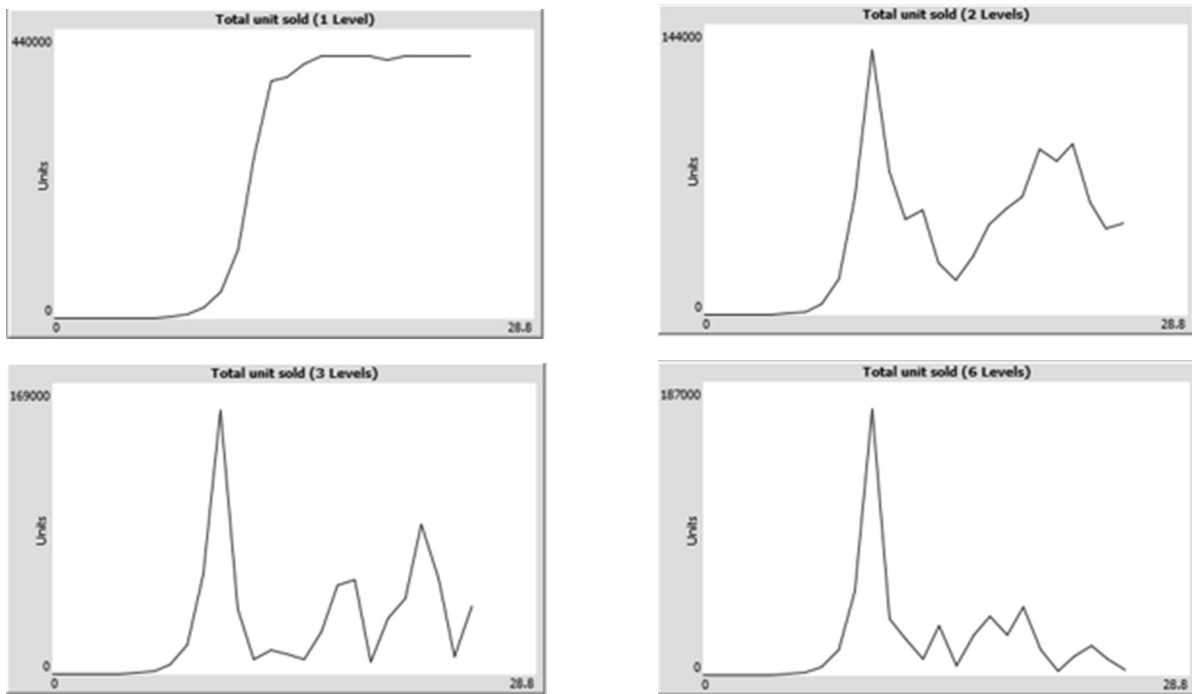 Total unit sold (1 Level)
440000
Units
0
0
28.8
Total unit sold (2 Levels)
144000
Units
0
0
28.8
Total unit sold (3 Levels)
169000
Units
0
0
28.8
Total unit sold (6 Levels)
187000
Units
0
0
28.8